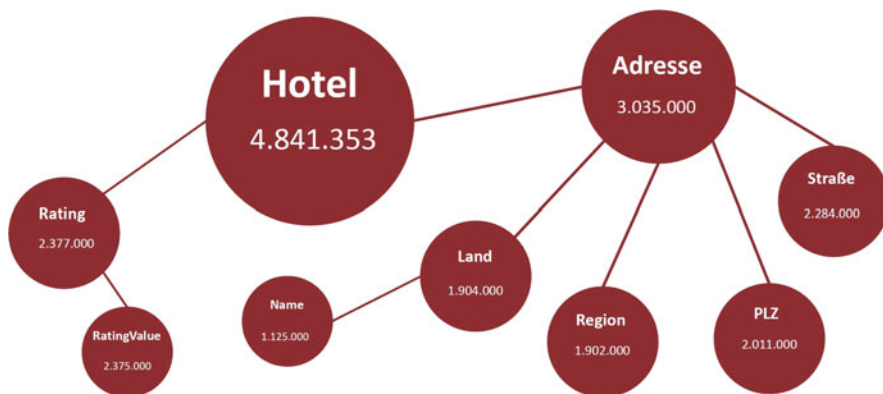 Hotel
4.841.353
Adresse
3.035.000
Straße
2.284.000
Rating
2.377.000
Land
1.904.000
Name
1.125.000
Region
1.902.000
PLZ
2.011.000
RatingValue
2.375.000